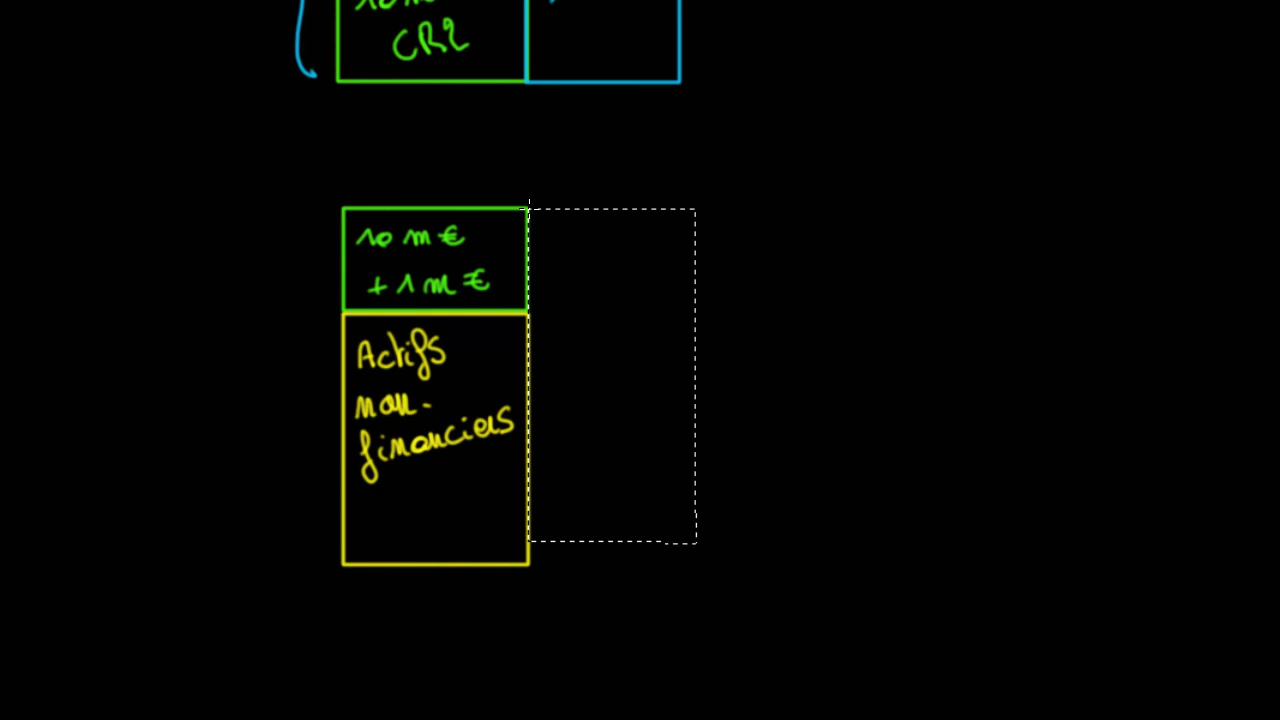 CR2
10 m €
+ 1 m €
Actifs
non-
financiers